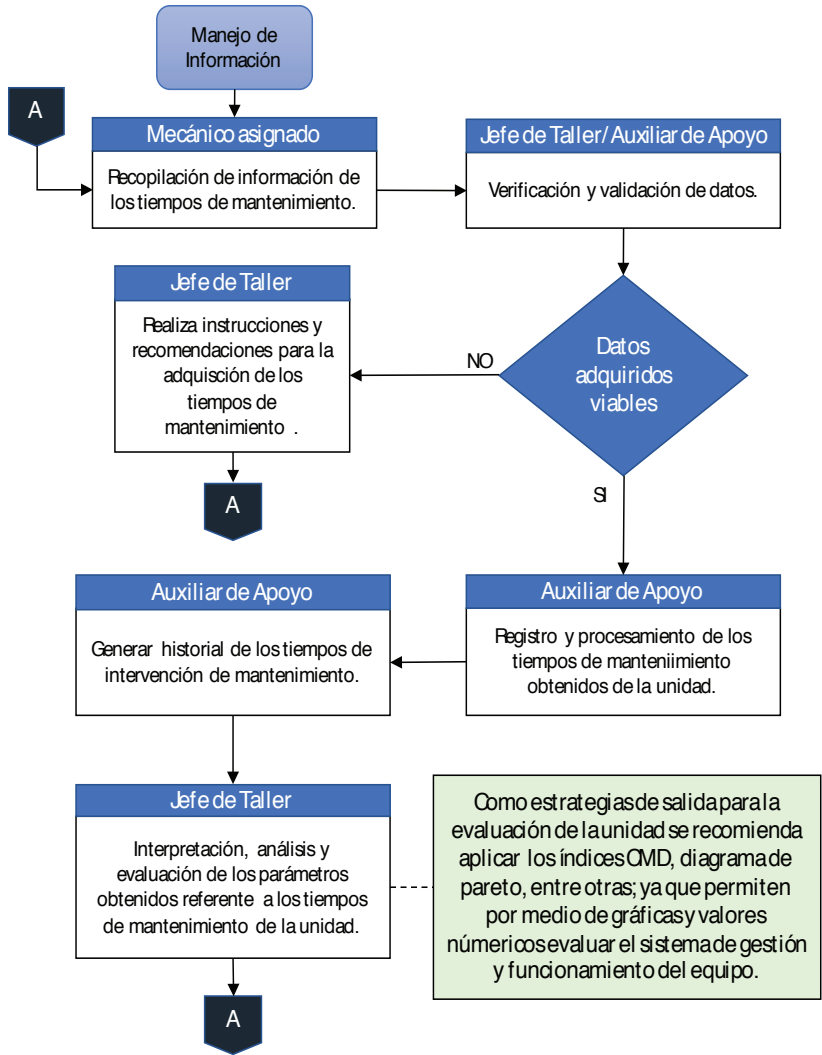 Manejo de
Información
A
Mecánico asignado
Recopilación de información de
los tiempos de mantenimiento.
Jefe de Taller/ Auxiliar de Apoyo
Verificación y validación de datos.
Datos
adquiridos
viables
NO
SI
Jefe de Taller
Realiza instrucciones y
recomendaciones para la
adquisción de los
tiempos de
mantenimiento .
A
Auxiliar de Apoyo
Registro y procesamiento de los
tiempos de manteniimiento
obtenidos de la unidad.
Auxiliar de Apoyo
Generar historial de los tiempos de
intervención de mantenimiento.
Jefe de Taller
Interpretación, análisis y
evaluación de los parámetros
obtenidos referente a los tiempos
de mantenimiento de la unidad.
Como estrategias de salida para la
evaluación de la unidad se recomienda
aplicar los índices CMD, diagrama de
pareto, entre otras; ya que permiten
por medio de gráficas y valores
númericos evaluar el sistema de gestión
y funcionamiento del equipo.
A